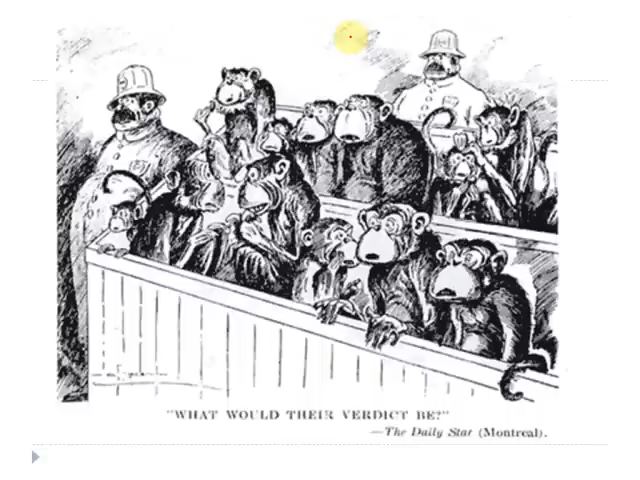 "WHAT WOULD THEIR VERDICT BE?"
—The Daily Star (Montreal).